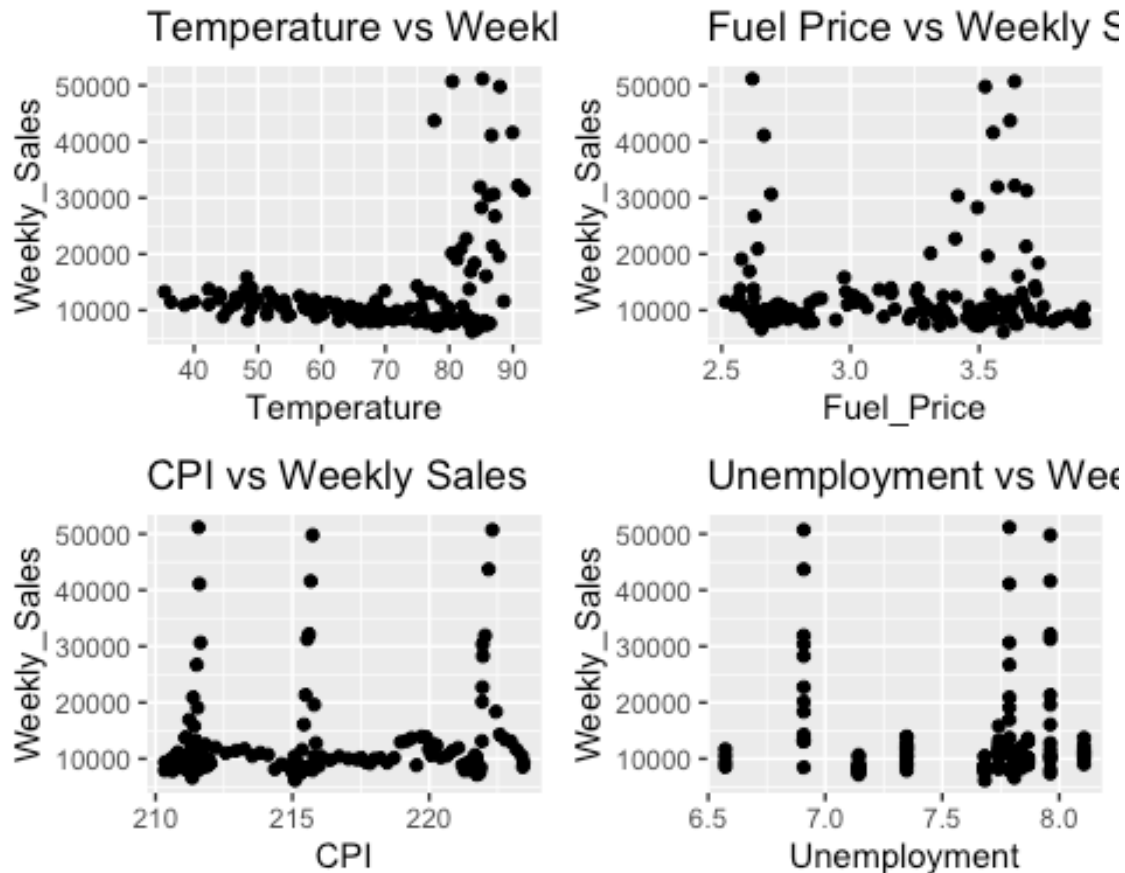 Temperature vs Weekl
50000
40000
30000
20000
10000
Weekly_Sales
40 50 60 70 80 90
Temperature
Fuel Price vs Weekly S
50000
40000
30000
20000
10000
Weekly_Sales
2.5 3.0 3.5
Fuel_Price
CPI vs Weekly Sales
50000
40000
30000
20000
10000
Weekly_Sales
210 215 220
CPI
Unemployment vs Wee
50000
40000
30000
20000
10000
Weekly_Sales
6.5 7.0 7.5 8.0
Unemployment